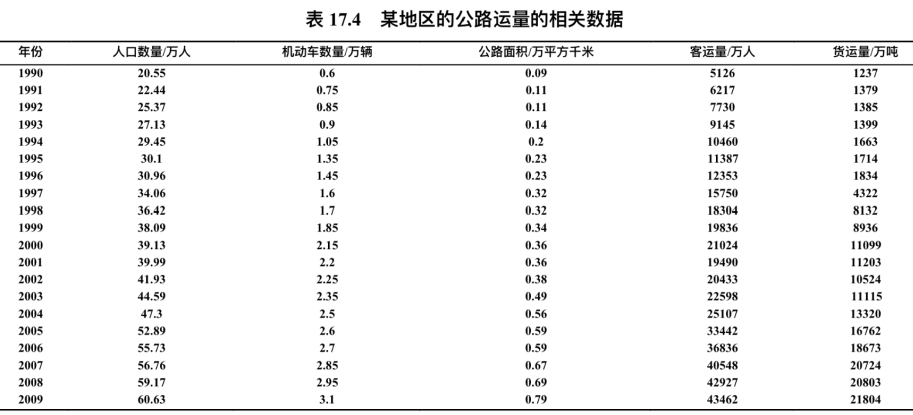 表 17.4 某地区的公路运量的相关数据
年份 人口数量/万人 机动车数量/万辆 公路面积/万平方千米 客运量/万人 货运量/万吨
1990 20.55 0.6 0.09 5126 1237
1991 22.44 0.75 0.11 6217 1379
1992 25.37 0.85 0.11 7730 1385
1993 27.13 0.9 0.14 9145 1399
1994 29.45 1.05 0.2 10460 1663
1995 30.1 1.35 0.23 11387 1714
1996 30.96 1.45 0.23 12353 1834
1997 34.06 1.6 0.32 15750 4322
1998 36.42 1.7 0.32 18304 8132
1999 38.09 1.85 0.34 19836 8936
2000 39.13 2.15 0.36 21024 11099
2001 39.99 2.2 0.36 19490 11203
2002 41.93 2.25 0.38 20433 10524
2003 44.59 2.35 0.49 22598 11115
2004 47.3 2.5 0.56 25107 13320
2005 52.89 2.6 0.59 33442 16762
2006 55.73 2.7 0.59 36836 18673
2007 56.76 2.85 0.67 40548 20724
2008 59.17 2.95 0.69 42927 20803
2009 60.63 3.1 0.79 43462 21804